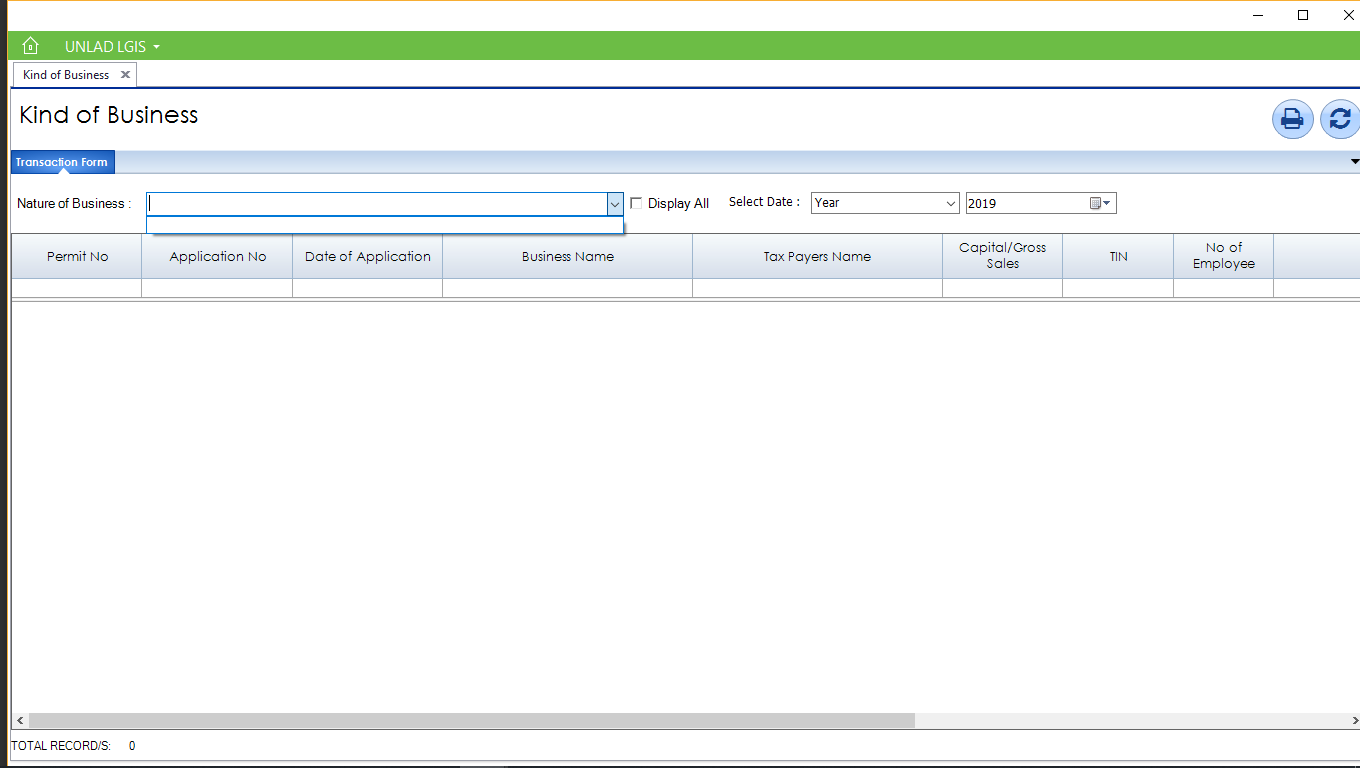 UNLAD LGIS
Kind of Business
Kind of Business
Transaction Form
Nature of Business : Display All Select Date : Year 2019
Permit No Application No Date of Application Business Name Tax Payers Name Capital/Gross Sales TIN No of Employee
TOTAL RECORD/S: 0